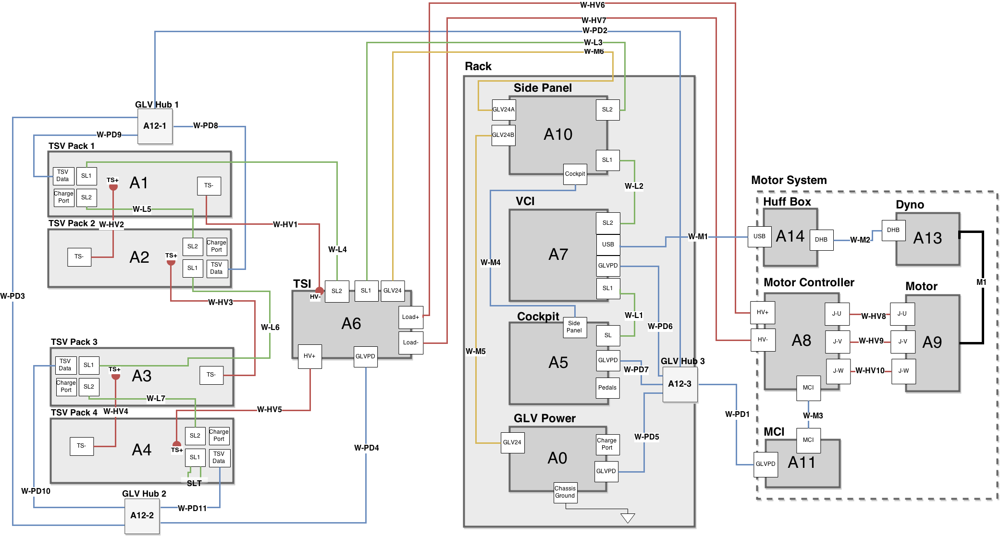 W-HV6
W-HV7
W-PD2
W-L3
W-M6
Rack
Side Panel
GLV24A
SL2
A10
GLV24B
SL1
Cockpit
W-L2
GLV Hub 1
A12-1
W-PD8
W-PD9
TSV Pack 1
TSV
Data
SL1
TS+
A1
TS-
Charge
Port
SL2
W-L5
TSV Pack 2
W-HV2
W-HV1
SL2
Charge
Port
TS-
A2
TS+
SL1
TSV
Data
W-L4
W-PD3
W-HV3
W-L6
TSI
HV-
SL2
SL1
GLV24
Load+
A6
Load-
HV+
GLVPD
TSV Pack 3
TSV
Data
SL1
TS+
A3
TS-
Charge
Port
SL2
W-L7
W-HV4
W-HV5
TSV Pack 4
SL2
Charge
Port
TS-
A4
TS+
SL1
TSV
Data
SLT
W-PD4
W-PD10
GLV Hub 2
A12-2
W-PD11
VCI
SL2
USB
A7
GLVPD
SL1
W-M1
W-M4
W-L1
W-PD6
Cockpit
Side
Panel
SL
A5
GLVPD
W-PD7
Pedals
W-M5
GLV Hub 3
A12-3
GLV Power
GLV24
Charge
Port
A0
GLVPD
W-PD5
Chassis
Ground
W-PD1
Motor System
Huff Box
USB
A14
DHB
W-M2
Dyno
DHB
A13
M1
Motor Controller
HV+
HV-
A8
J-U
J-V
J-W
MCI
W-HV8
W-HV9
W-HV10
Motor
J-U
J-V
J-W
A9
W-M3
MCI
MCI
GLVPD
A11